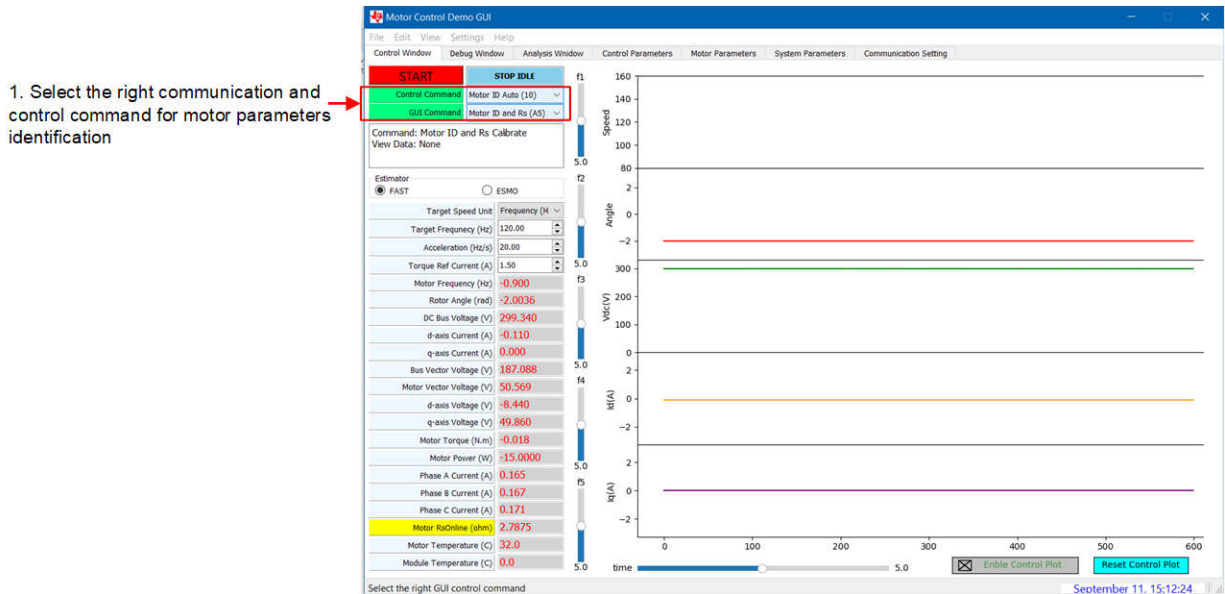 1. Select the right communication and
control command for motor parameters
identification
Motor Control Demo GUI
File Edit View Settings Help
Control Window Debug Window Analysis Wnidow Control Parameters Motor Parameters System Parameters Communication Setting
START STOP IDLE
Control Command Motor ID Auto (10)
GUI Command Motor ID and Rs (A5)
Command: Motor ID and Rs Calibrate
View Data: None
Estimator
FAST ESMO
Target Speed Unit Frequency (H
Target Frequnecy (Hz) 120.00
Acceleration (Hz/s) 20.00
Torque Ref Current (A) 1.50
Motor Frequency (Hz) -0.900
Rotor Angle (rad) -2.0036
DC Bus Voltage (V) 299.340
d-axis Current (A) -0.110
q-axis Current (A) 0.000
Bus Vector Voltage (V) 187.088
Motor Vector Voltage (V) 50.569
d-axis Voltage (V) -8.440
q-axis Voltage (V) 49.860
Motor Torque (N.m) -0.018
Motor Power (W) -15.0000
Phase A Current (A) 0.165
Phase B Current (A) 0.167
Phase C Current (A) 0.171
Motor RsOnline (ohm) 2.7875
Motor Temperature (C) 32.0
Module Temperature (C) 0.0
f1
5.0
f2
5.0
f3
5.0
f4
5.0
f5
5.0
Speed
160
140
120
100
80
Angle
2
0
−2
Vdc(V)
300
200
100
0
Id(A)
2
0
−2
Iq(A)
2
0
−2
0 100 200 300 400 500 600
time 5.0 Enble Control Plot Reset Control Plot
Select the right GUI control command September 11, 15:12:24